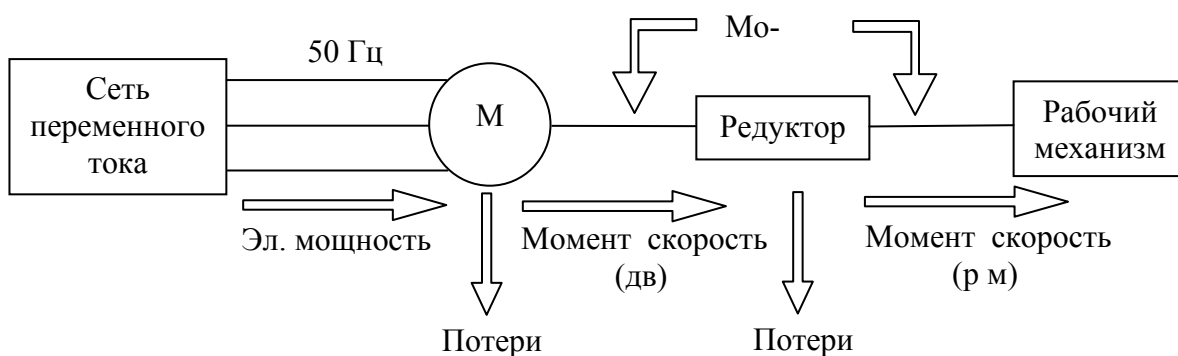 Мо-
50 Гц
Сеть
переменного
тока
М
Редуктор
Рабочий
механизм
Эл. мощность
Момент скорость
(дв)
Момент скорость
(р м)
Потери
Потери